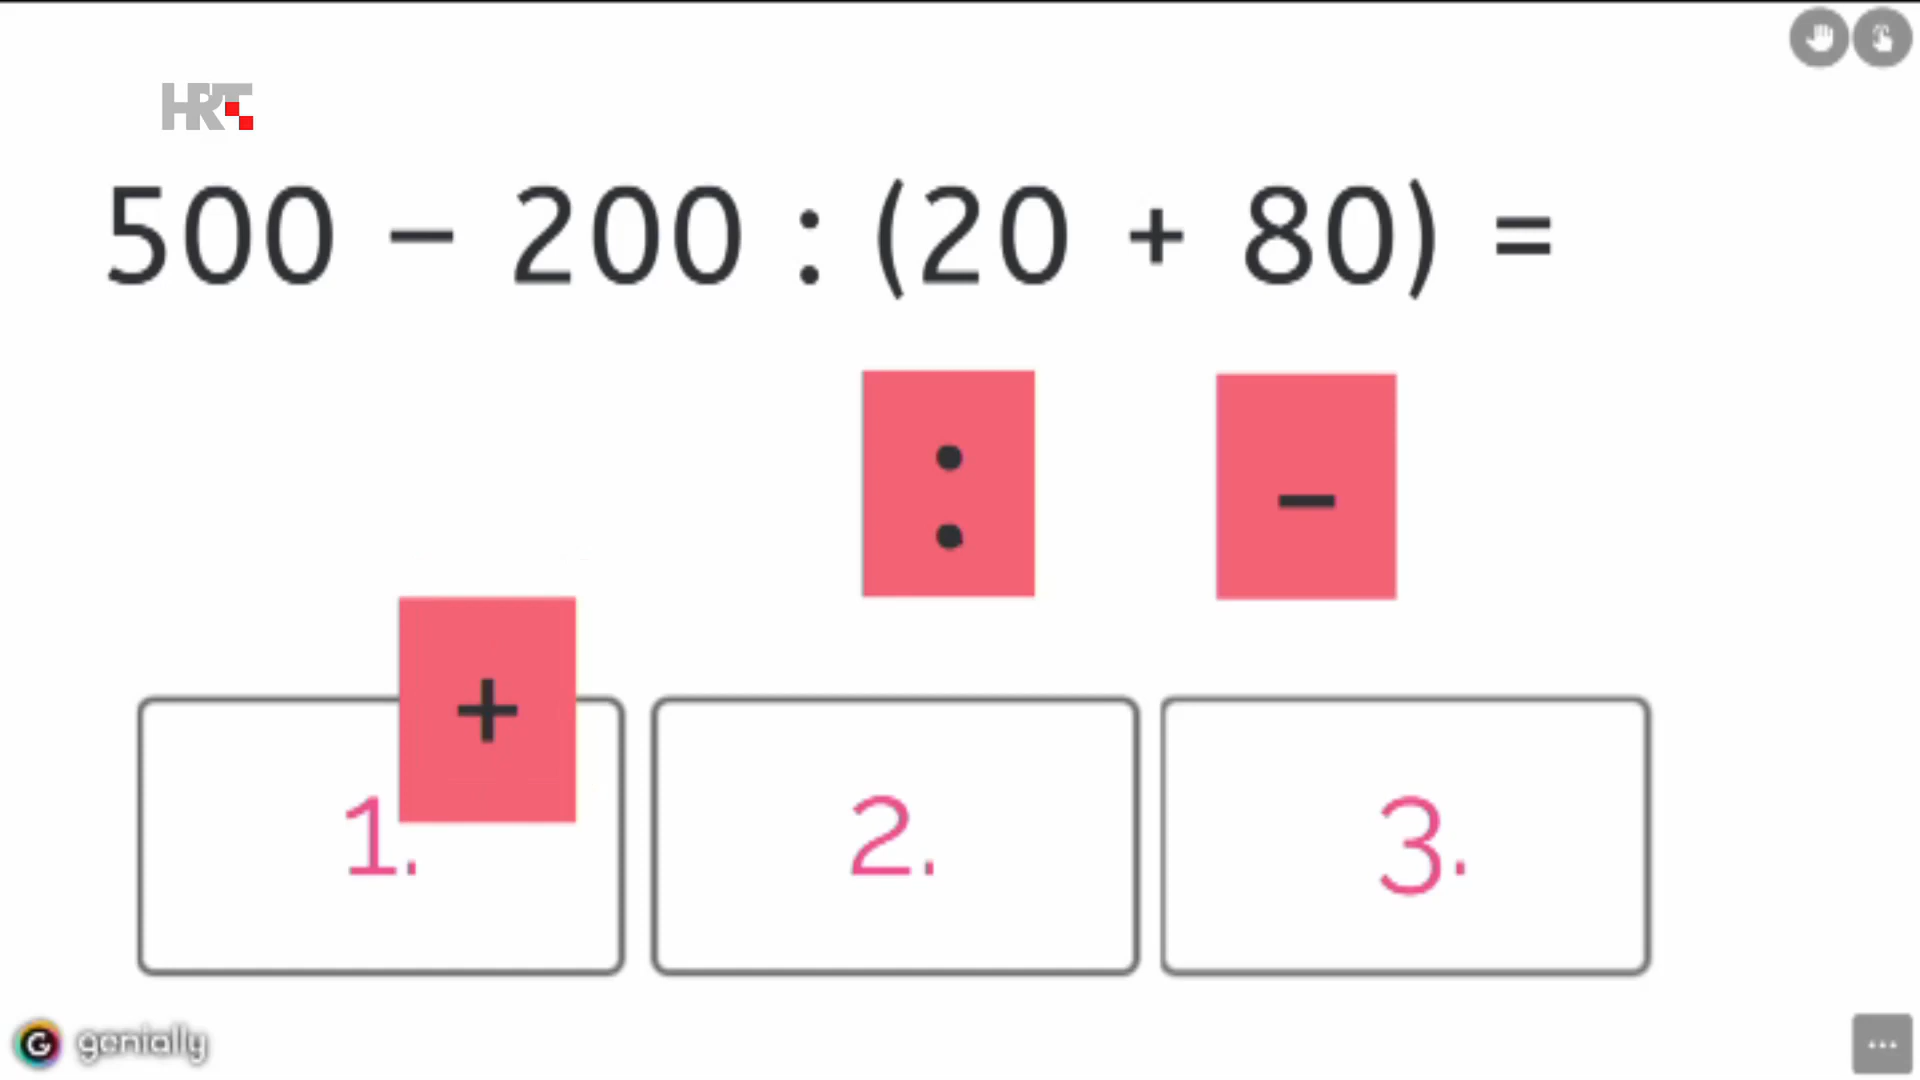 HRT
500 – 200 : (20 + 80) =
: –
+
1. 2. 3.
genially